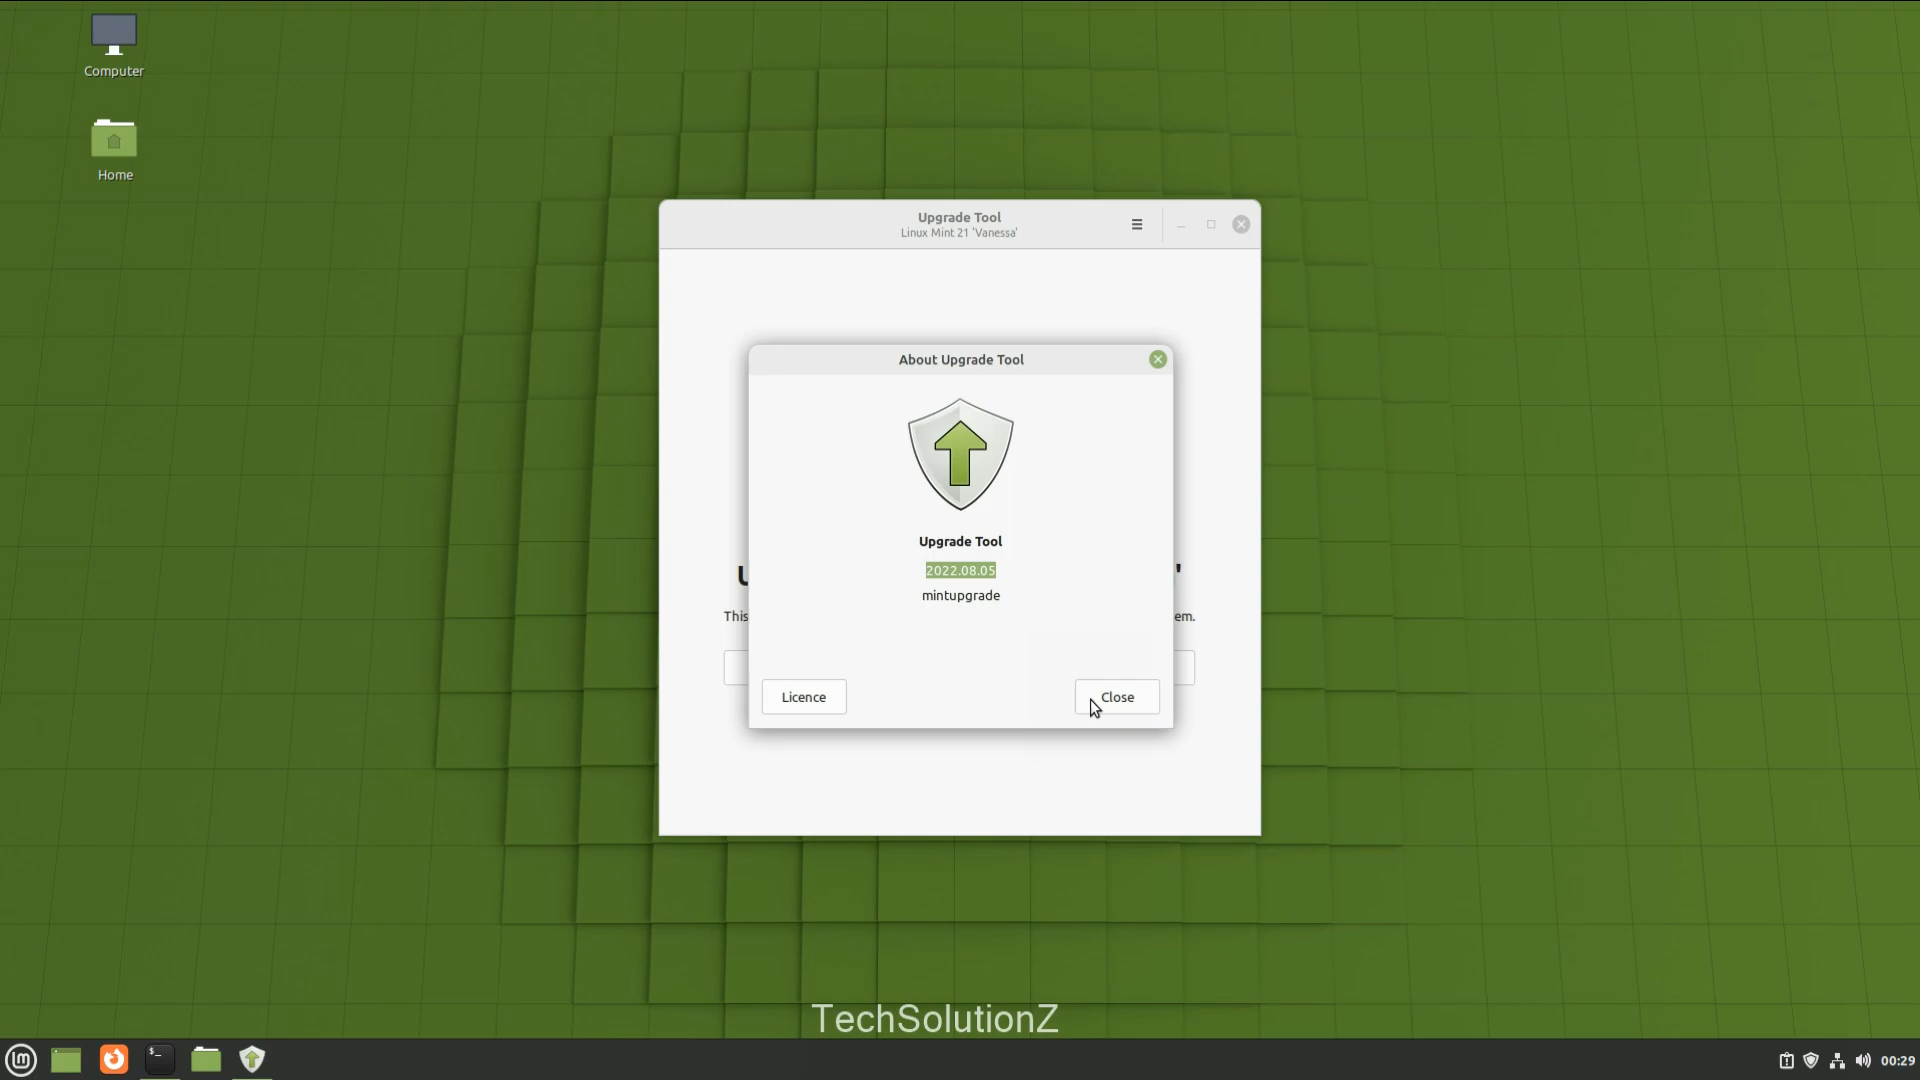 Computer
Home
Upgrade Tool
Linux Mint 21 'Vanessa'
About Upgrade Tool
Upgrade Tool
2022.08.05
mintupgrade
This
em.
Licence
Close
TechSolutionZ
lm
$_
00:29